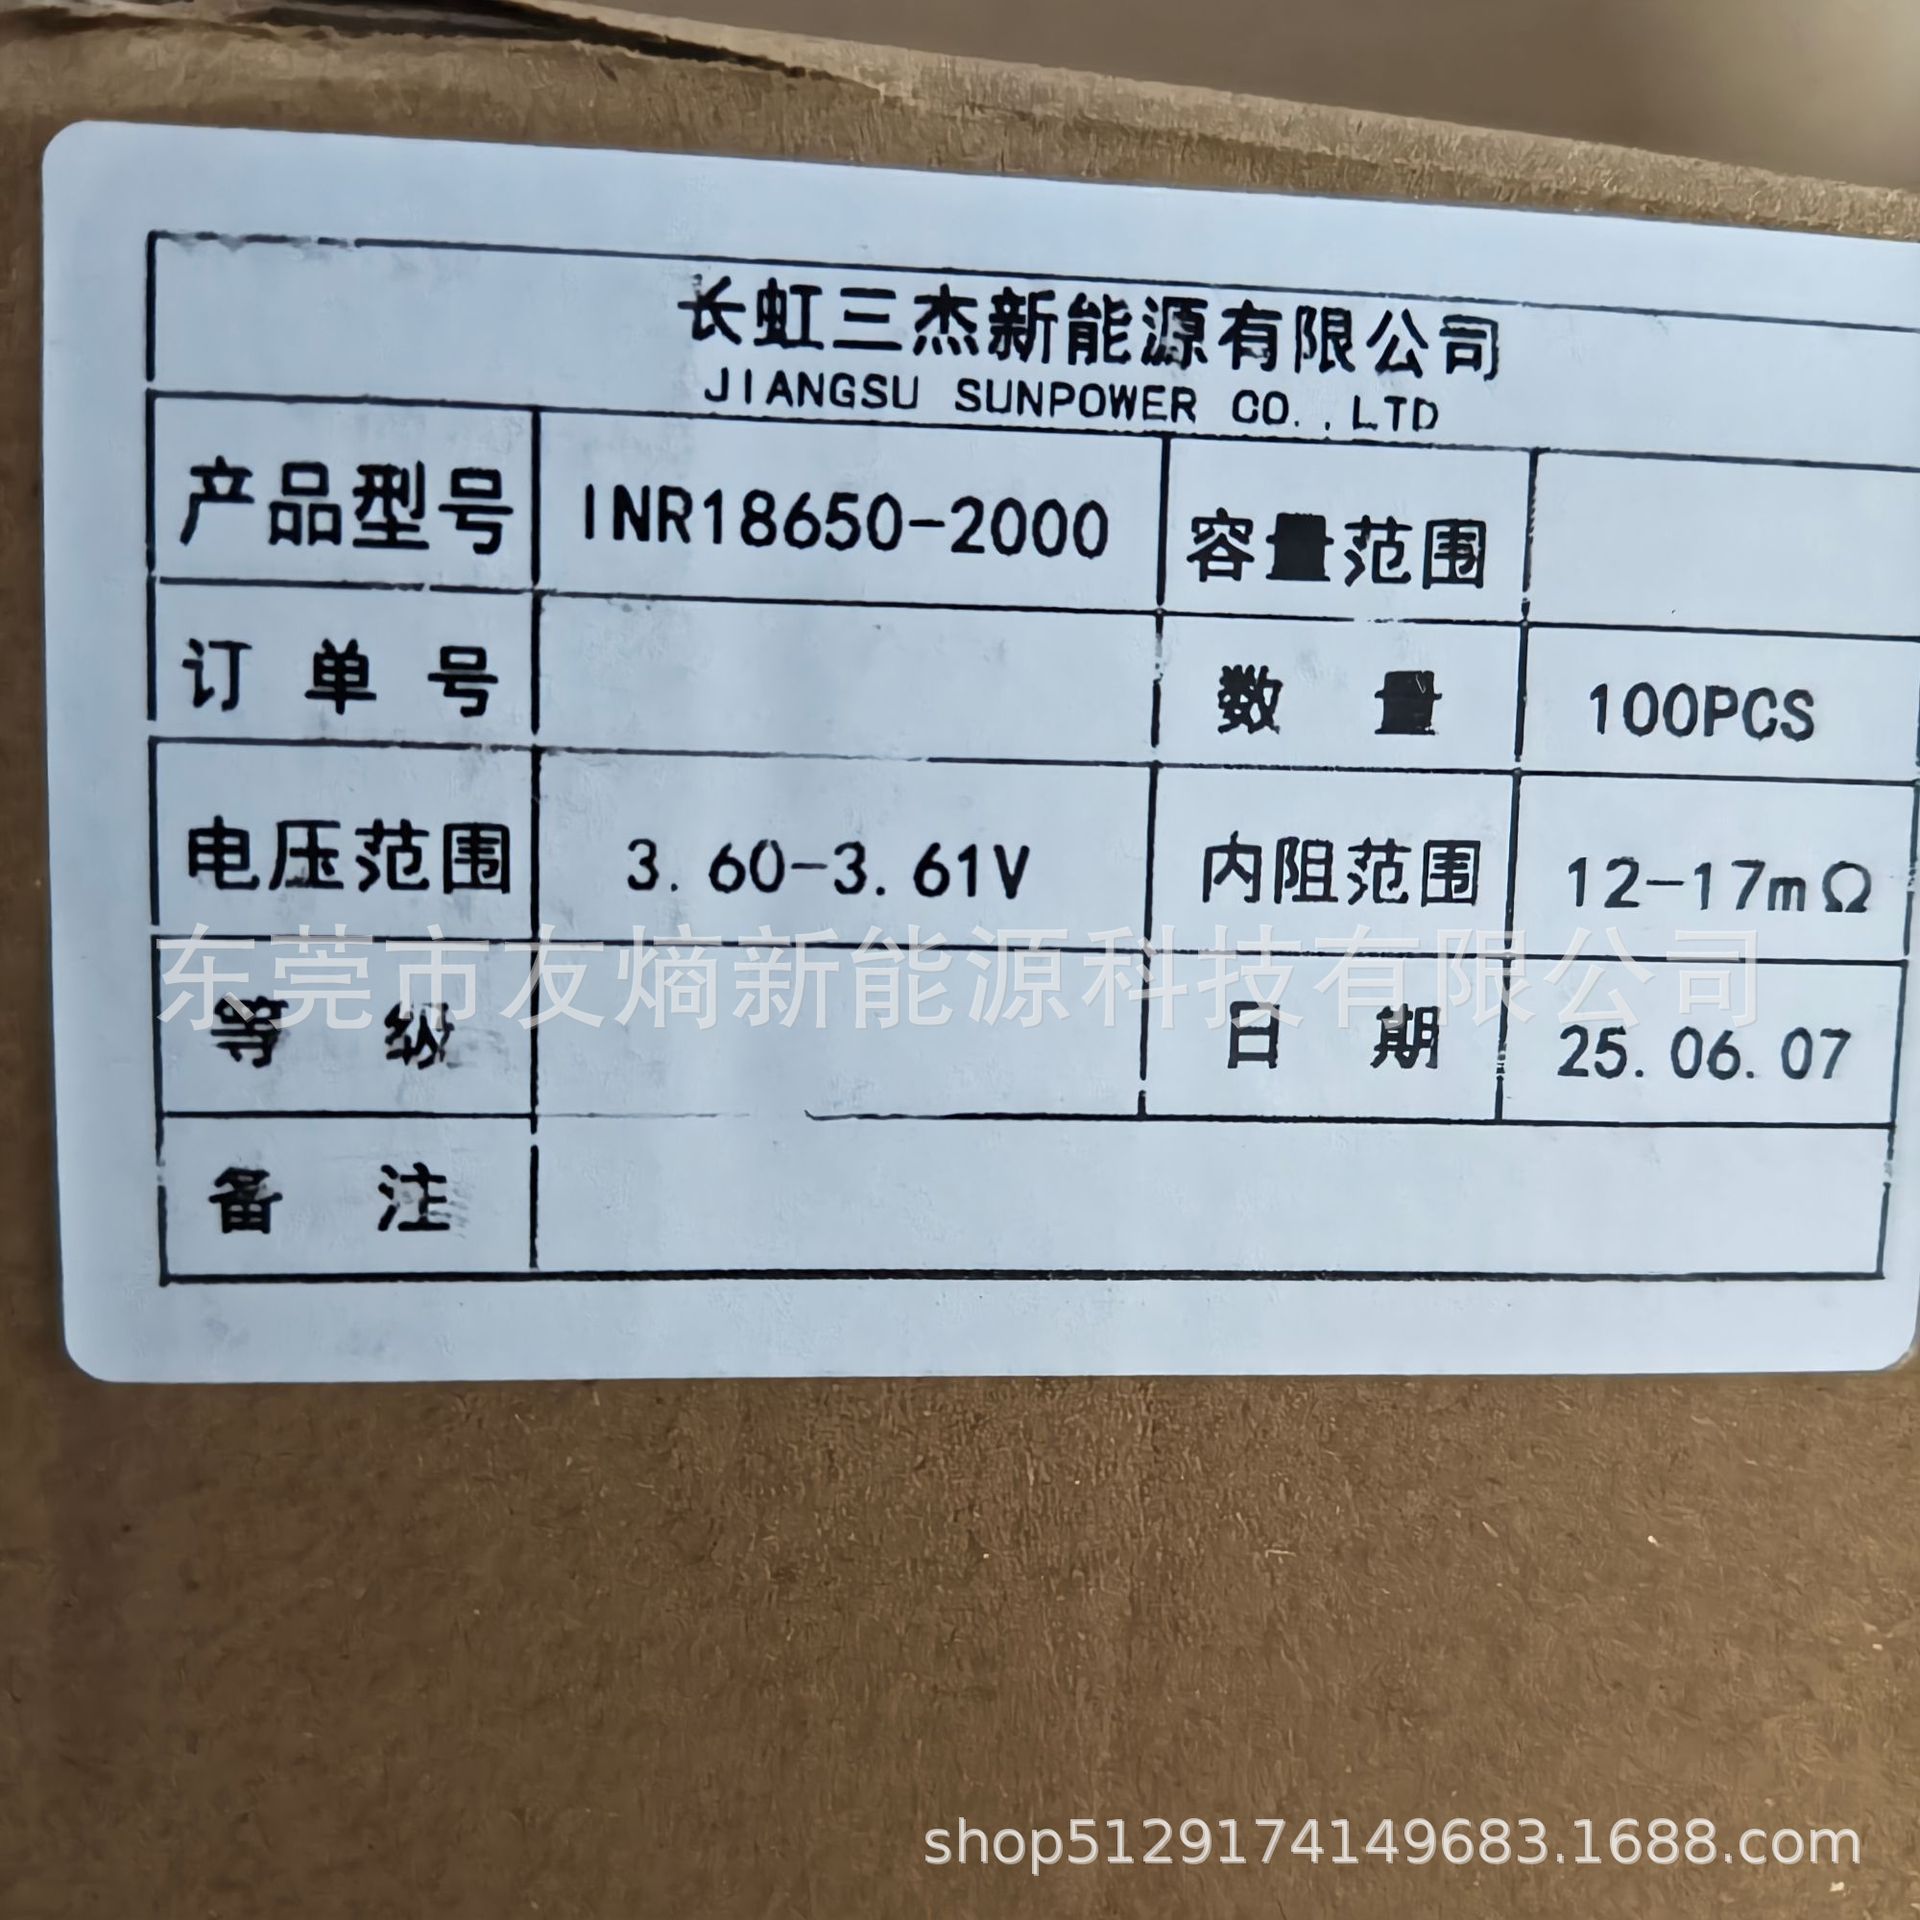 长虹三杰新能源有限公司
JIANGSU SUNPOWER CO.,LTD
产品型号 INR18650-2000 容量范围
订单号 数量 100PCS
电压范围 3.60-3.61V 内阻范围 12-17mΩ
东莞市友熵新能源科技有限公司
等级 日期 25.06.07
备注
shop5129174149683.1688.com